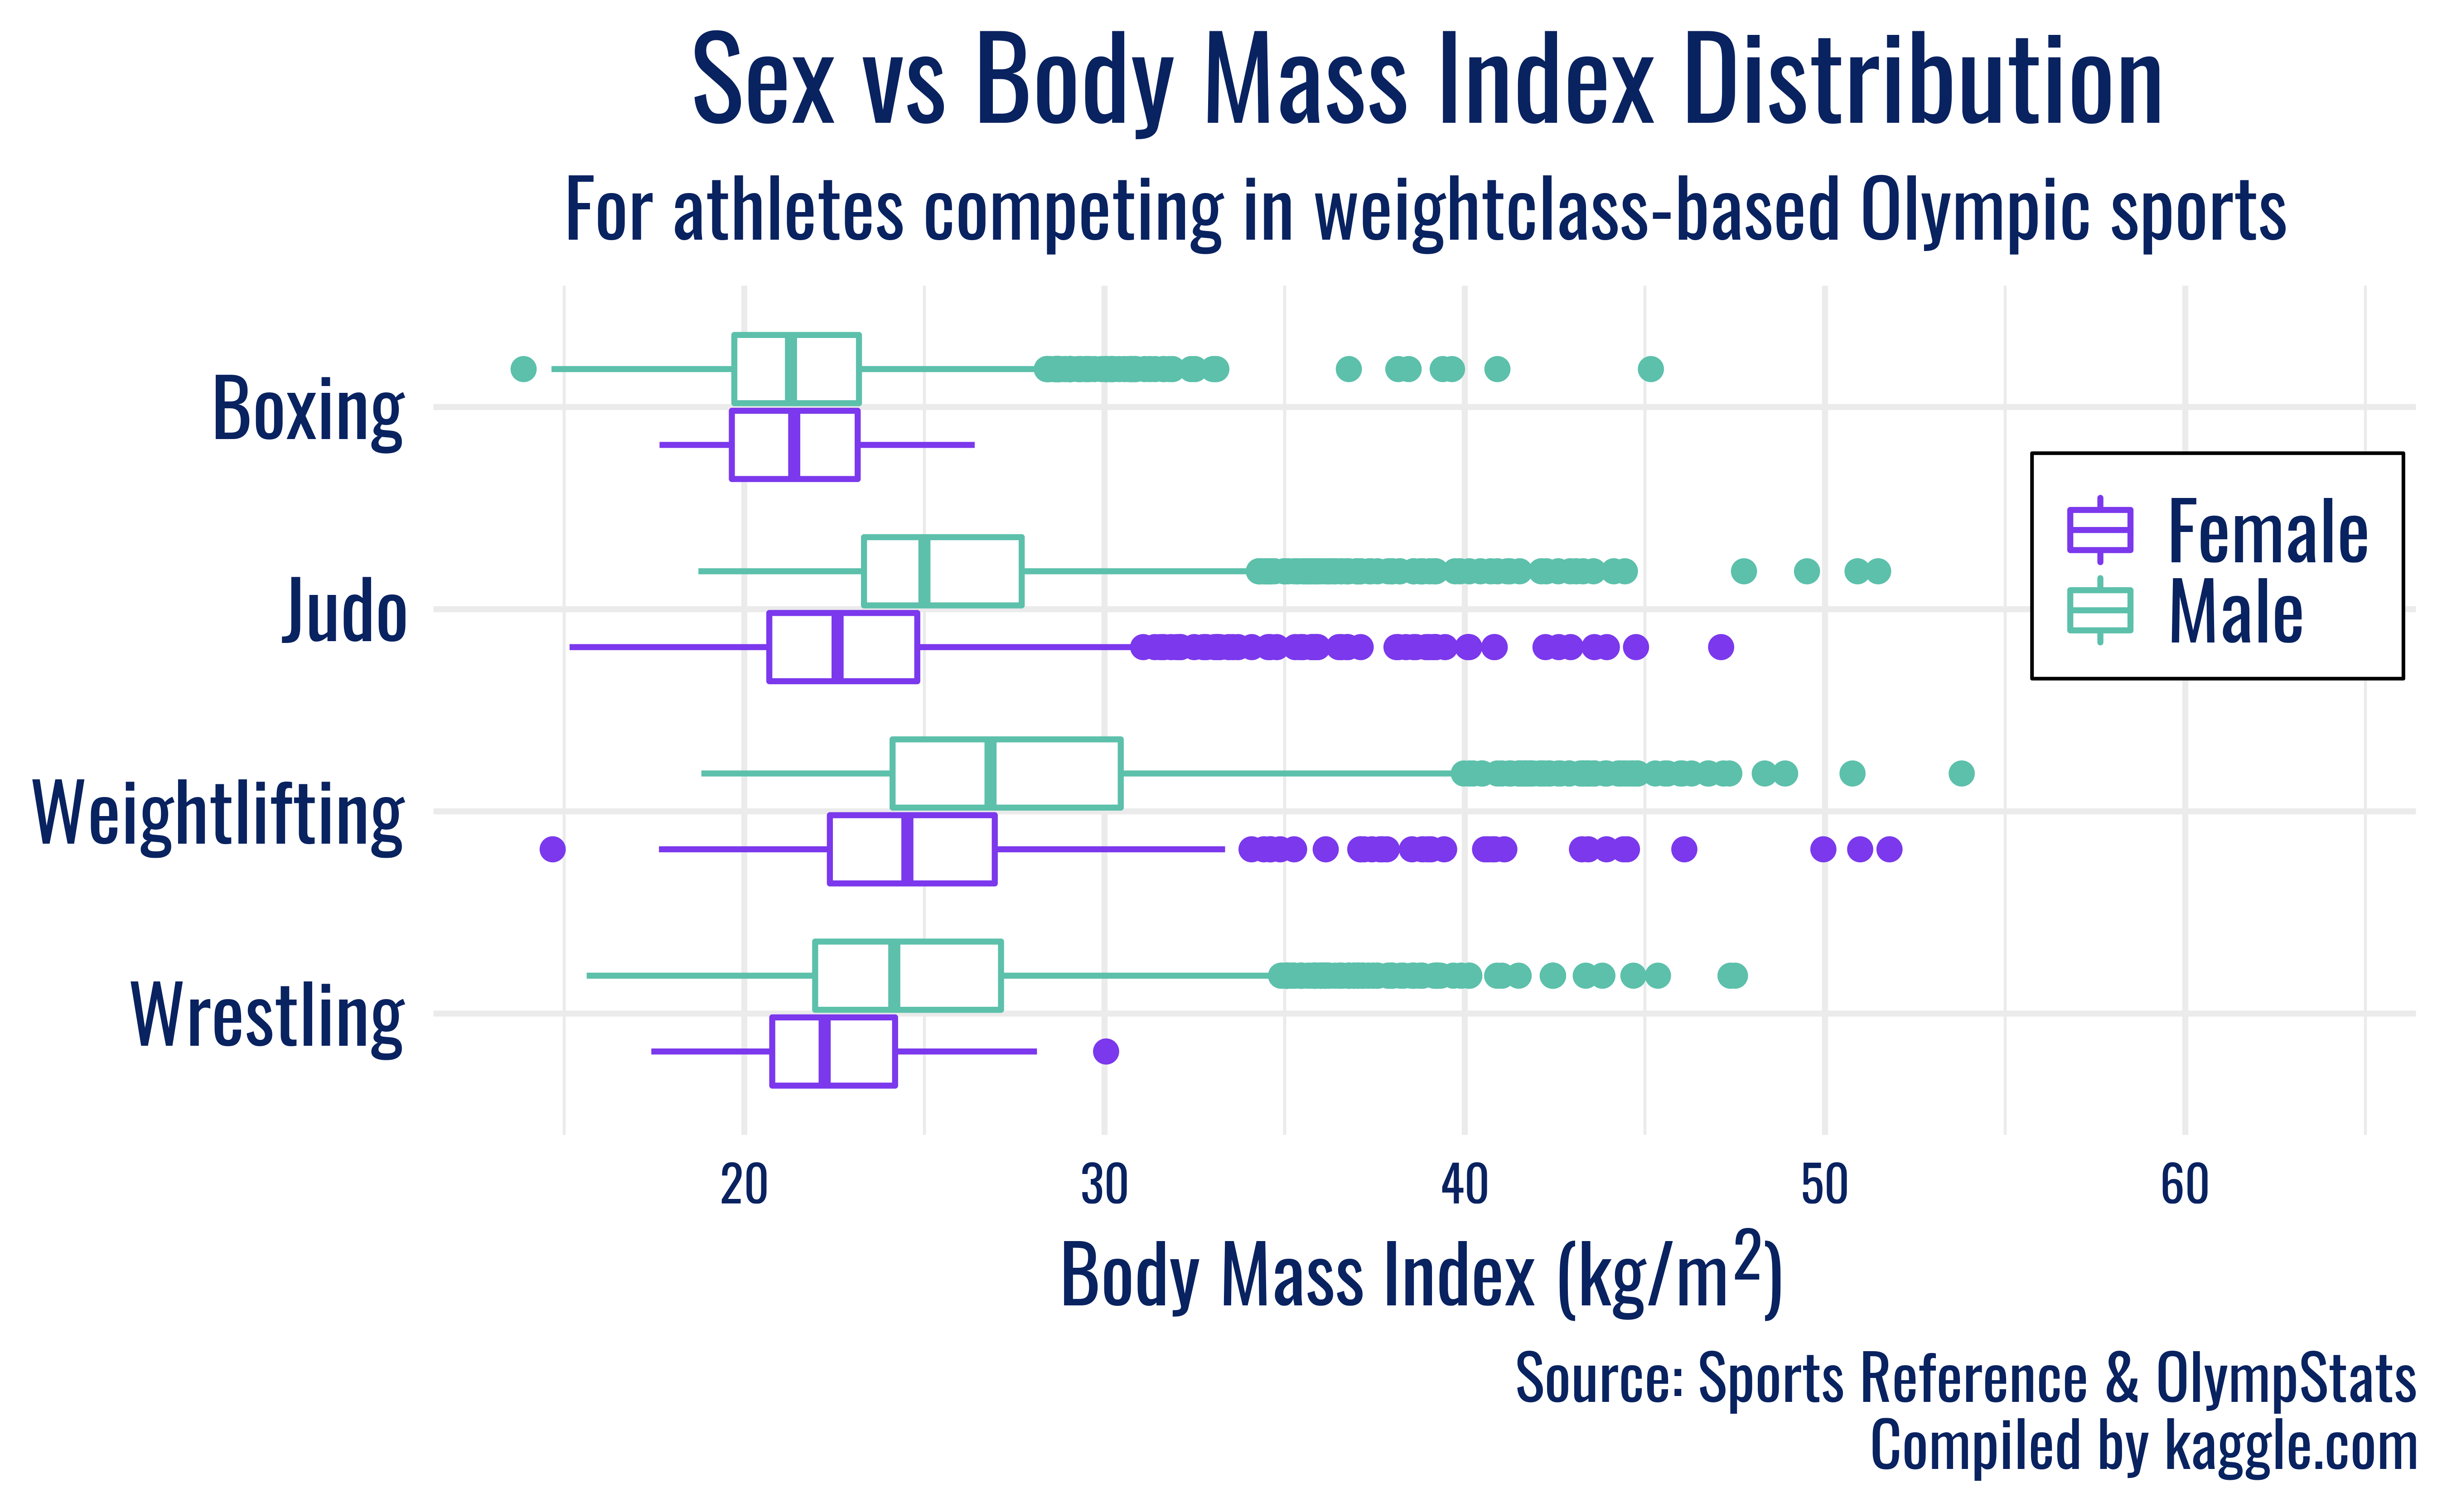 Sex vs Body Mass Index Distribution
For athletes competing in weightclass-based Olympic sports
Boxing
Judo
Weightlifting
Wrestling
Female
Male
20 30 40 50 60
Body Mass Index (kg/m²)
Source: Sports Reference & OlympStats
Compiled by kaggle.com